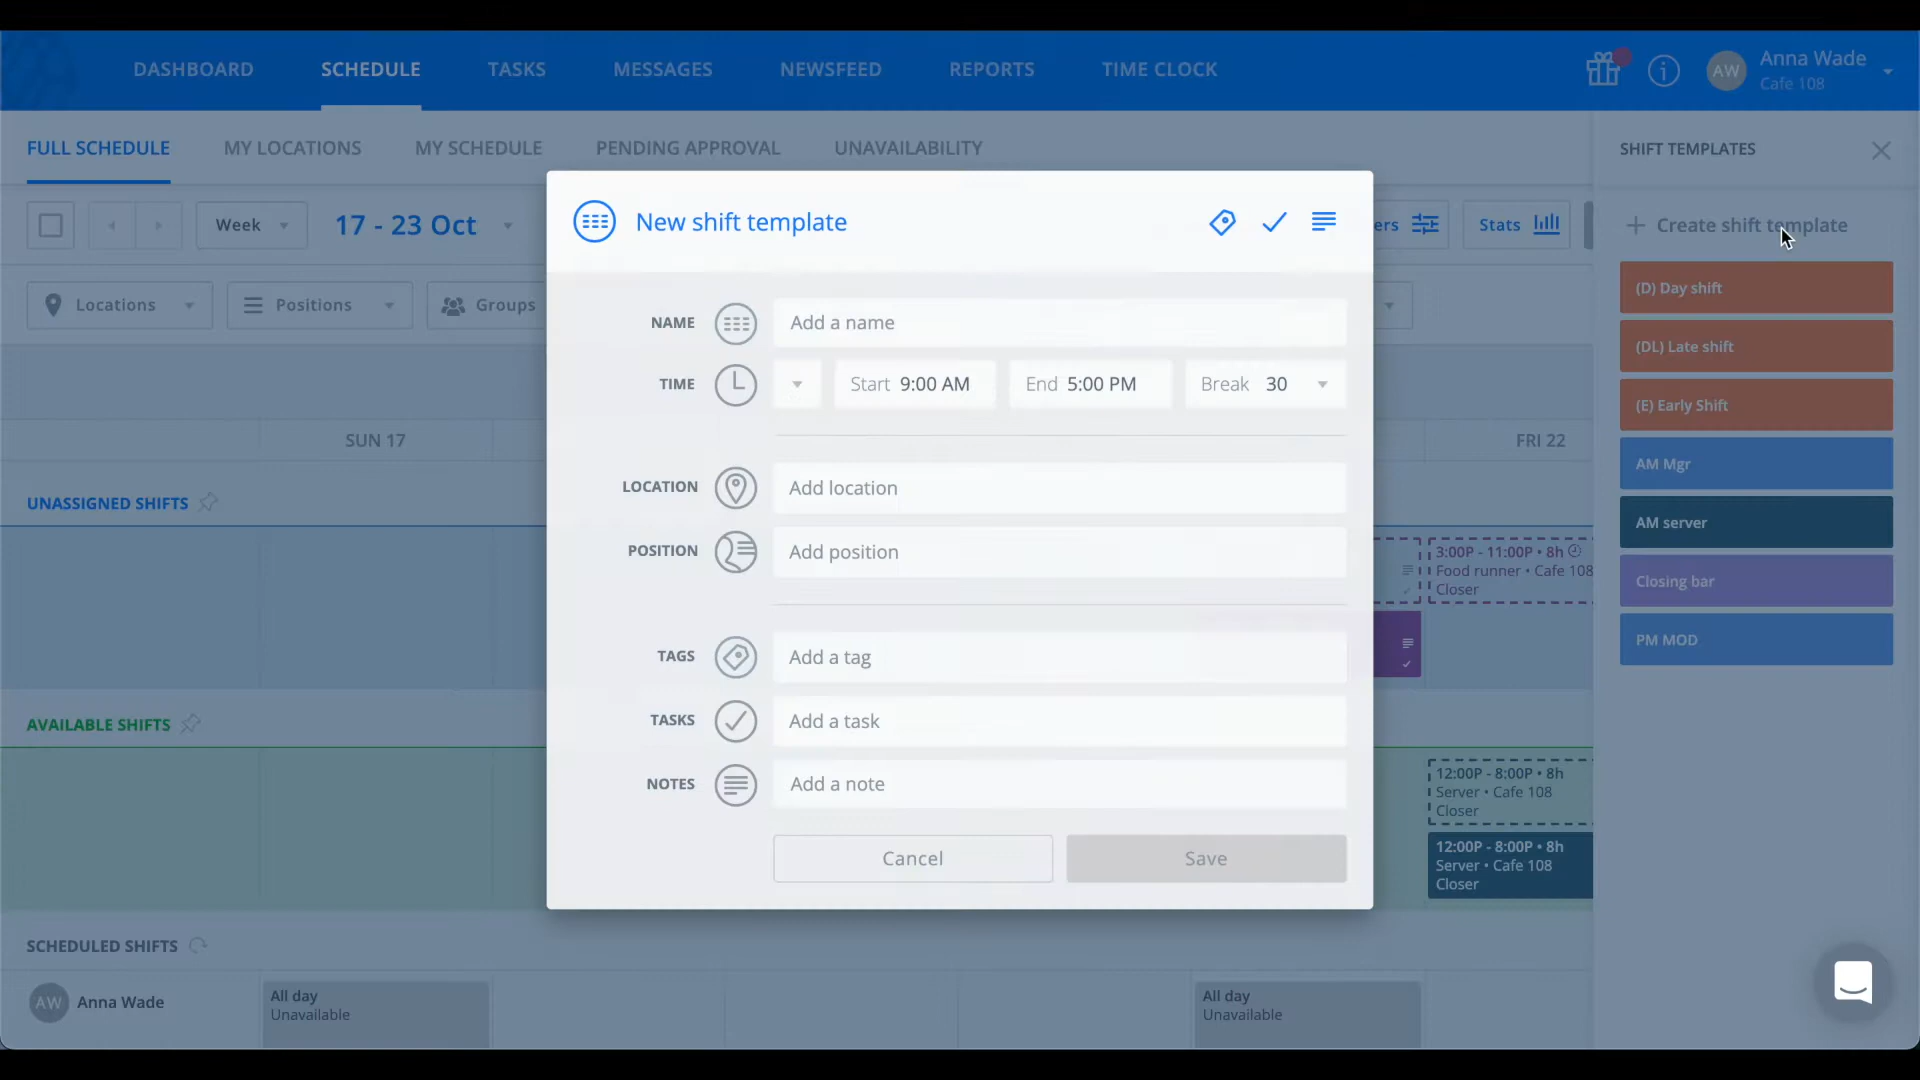 DASHBOARD SCHEDULE TASKS MESSAGES NEWSFEED REPORTS TIME CLOCK
AW Anna Wade
Cafe 108
FULL SCHEDULE MY LOCATIONS MY SCHEDULE PENDING APPROVAL UNAVAILABILITY
SHIFT TEMPLATES
Week 17 - 23 Oct
ers Stats
+ Create shift template
Locations Positions Groups
New shift template
NAME Add a name
TIME Start 9:00 AM End 5:00 PM Break 30
LOCATION Add location
POSITION Add position
TAGS Add a tag
TASKS Add a task
NOTES Add a note
Cancel Save
(D) Day shift
(DL) Late shift
(E) Early Shift
AM Mgr
AM server
Closing bar
PM MOD
SUN 17 FRI 22
UNASSIGNED SHIFTS
3:00P - 11:00P • 8h
Food runner • Cafe 108
Closer
AVAILABLE SHIFTS
12:00P - 8:00P • 8h
Server • Cafe 108
Closer
12:00P - 8:00P • 8h
Server • Cafe 108
Closer
SCHEDULED SHIFTS
AW Anna Wade
All day
Unavailable
All day
Unavailable